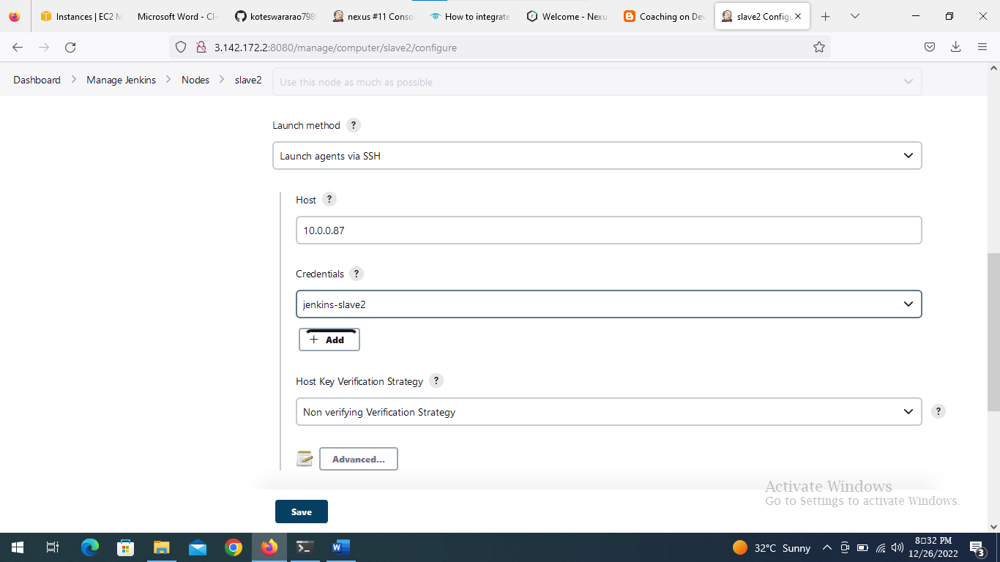 Instances | EC2 M
Microsoft Word - CI-
koteswararao798
nexus #11 Conso
How to integrate
Welcome - Nexu
Coaching on Dev
slave2 Configu
3.142.172.2:8080/manage/computer/slave2/configure
Dashboard
Manage Jenkins
Nodes
slave2
Use this node as much as possible
Launch method ?
Launch agents via SSH
Host ?
10.0.0.87
Credentials ?
jenkins-slave2
+ Add
Host Key Verification Strategy ?
Non verifying Verification Strategy
?
Advanced...
Activate Windows
Go to Settings to activate Windows.
Save
32°C Sunny
8□32 PM
12/26/2022
3